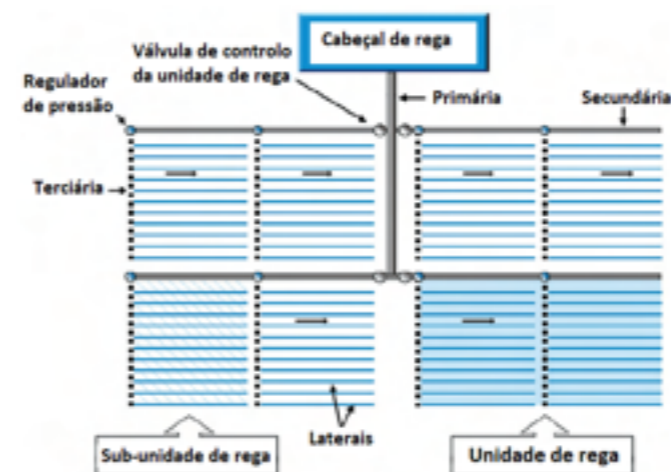 Cabeçal de rega
Válvula de controlo
da unidade de rega
Regulador
de pressão
Primária
Secundária
Terciária
Laterais
Sub-unidade de rega
Unidade de rega